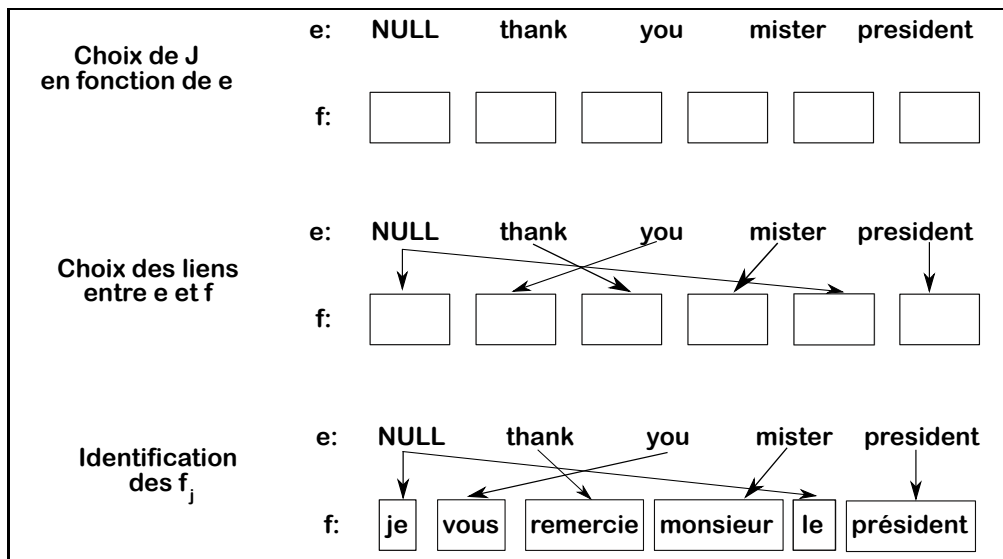 Choix de J
en fonction de e
e: NULL thank you mister president
f:
Choix des liens
entre e et f
e: NULL thank you mister president
f:
Identification
des fj
e: NULL thank you mister president
f: je vous remercie monsieur le président